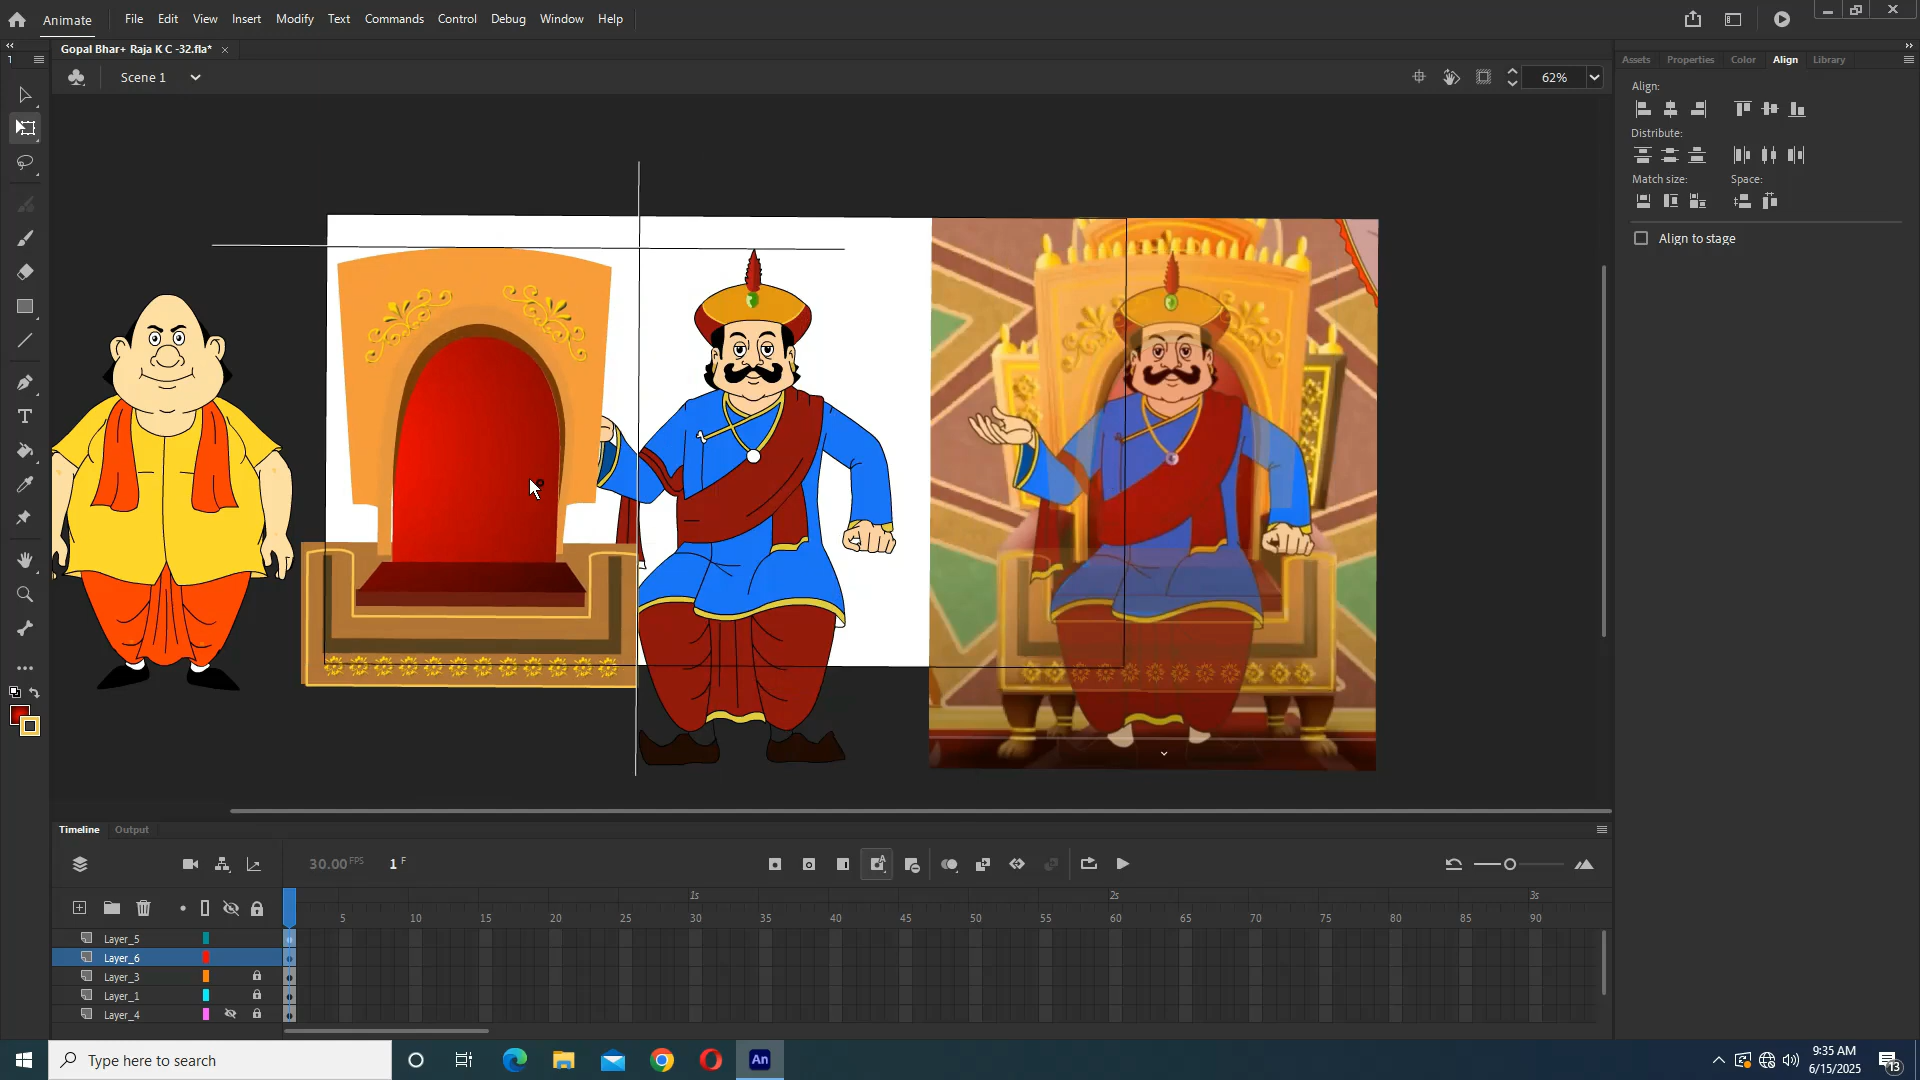 Animate
File
Edit
View
Insert
Modify
Text
Commands
Control
Debug
Window
Help
Gopal Bhar+ Raja K C -32.fla*
Scene 1
62%
Assets
Properties
Color
Align
Library
Align:
Distribute:
Match size:
Space:
Align to stage
Timeline
Output
30.00 FPS
1 F
1s
2s
3s
5
10
15
20
25
30
35
40
45
50
55
60
65
70
75
80
85
90
Layer_5
Layer_6
Layer_3
Layer_1
Layer_4
Type here to search
An
9:35 AM
6/15/2025
13